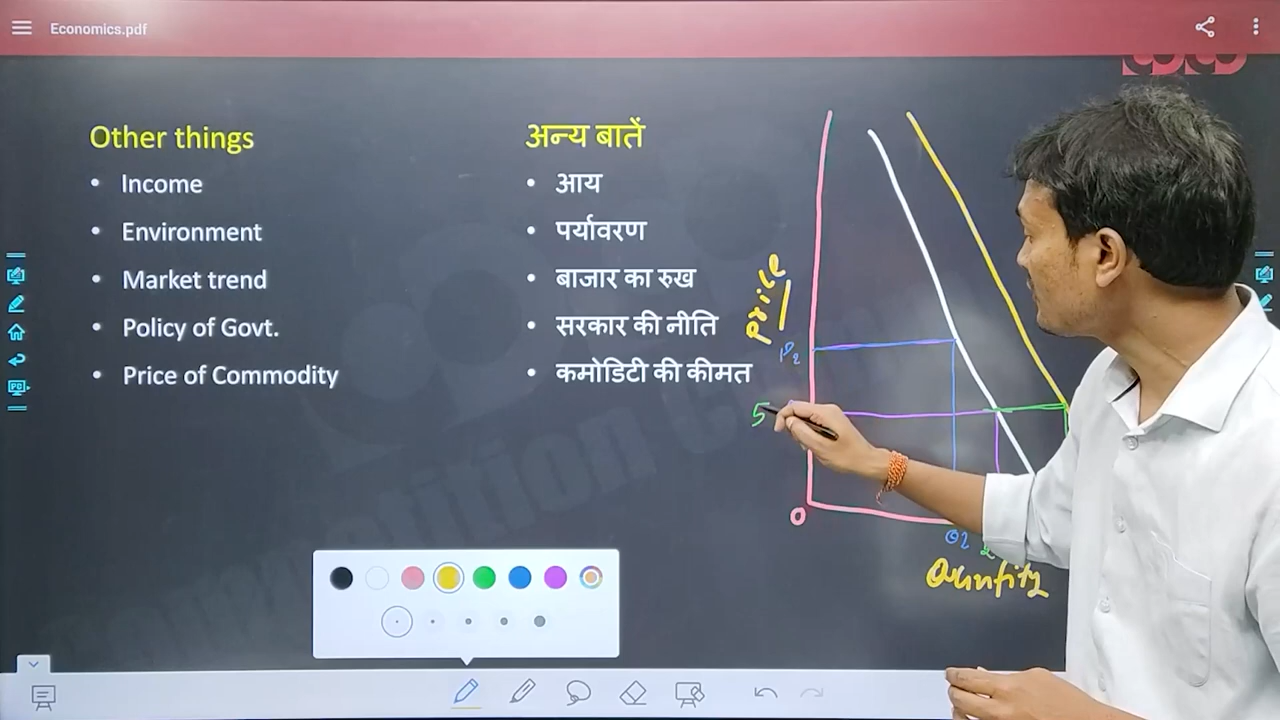 Economics.pdf
Other things
• Income
• Environment
• Market trend
• Policy of Govt.
• Price of Commodity
अन्य बातें
• आय
• पर्यावरण
• बाजार का रुख
• सरकार की नीति
• कमोडिटी की कीमत
Price
P2
5
O
Q2
Quantity